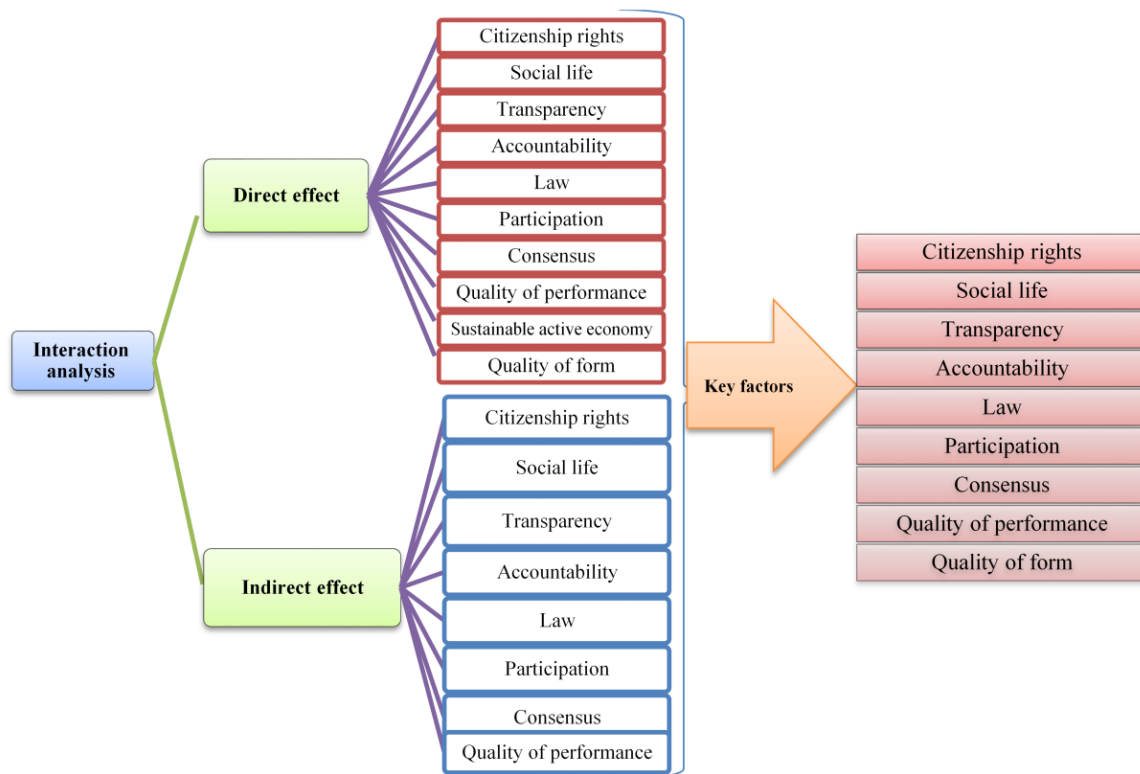 Interaction
analysis
Direct effect
Citizenship rights
Social life
Transparency
Accountability
Law
Participation
Consensus
Quality of performance
Sustainable active economy
Quality of form
Indirect effect
Citizenship rights
Social life
Transparency
Accountability
Law
Participation
Consensus
Quality of performance
Key factors
Citizenship rights
Social life
Transparency
Accountability
Law
Participation
Consensus
Quality of performance
Quality of form